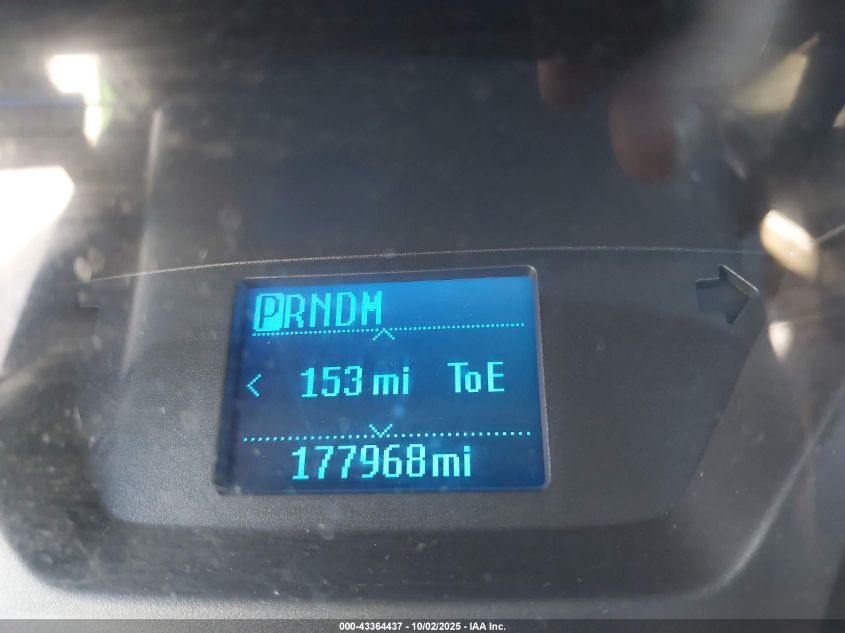 PRNDM
< 153 mi ToE
177968mi
000-43364437 - 10/02/2025 - IAA Inc.